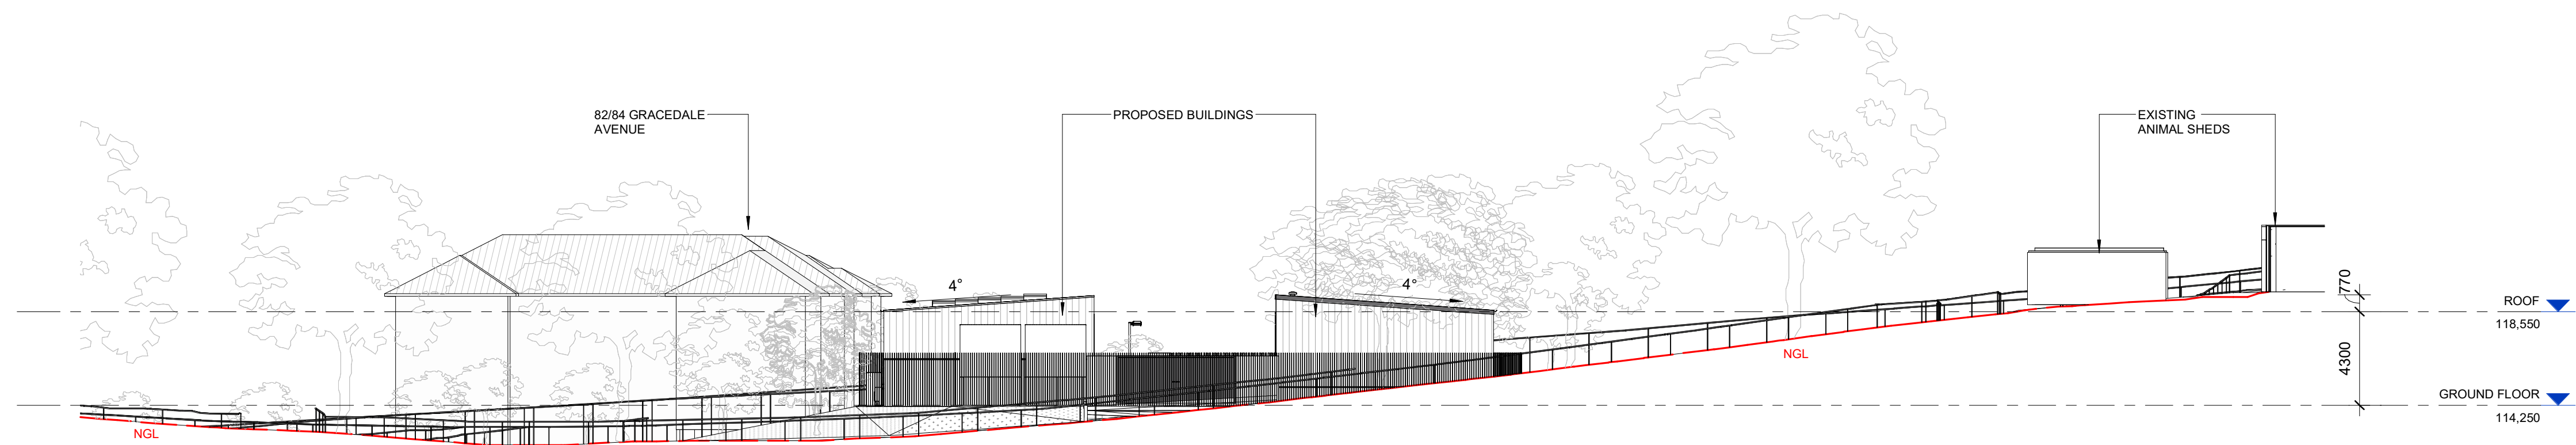 82/84 GRACEDALE
AVENUE
PROPOSED BUILDINGS
EXISTING
ANIMAL SHEDS
4°
4°
770
ROOF
118,550
NGL
4300
GROUND FLOOR
114,250
NGL